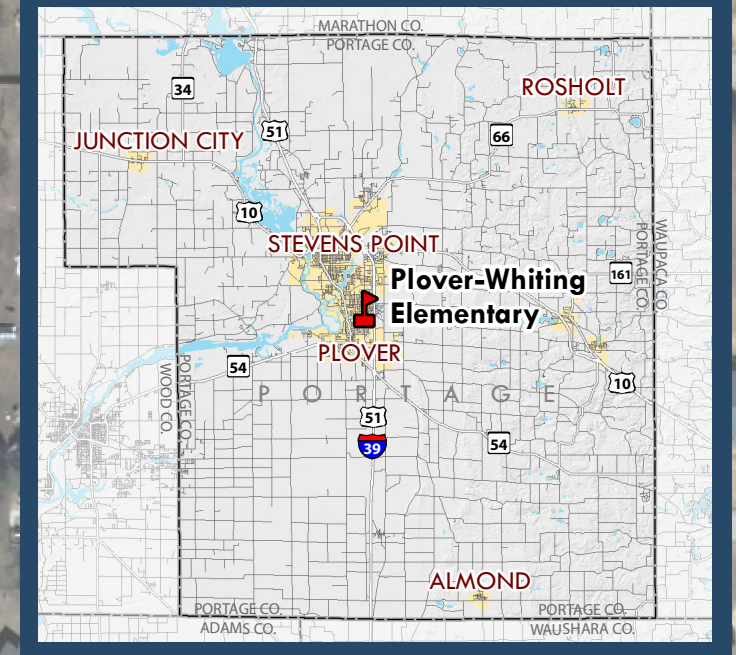 MARATHON CO.
PORTAGE CO.
34
ROSHOLT
51
66
JUNCTION CITY
10
STEVENS POINT
WAUPACA CO.
PORTAGE CO.
161
Plover-Whiting
Elementary
PLOVER
54
PORTAGE CO.
WOOD CO.
10
PORTAGE
51
39
54
ALMOND
PORTAGE CO.
ADAMS CO.
PORTAGE CO.
WAUSHARA CO.